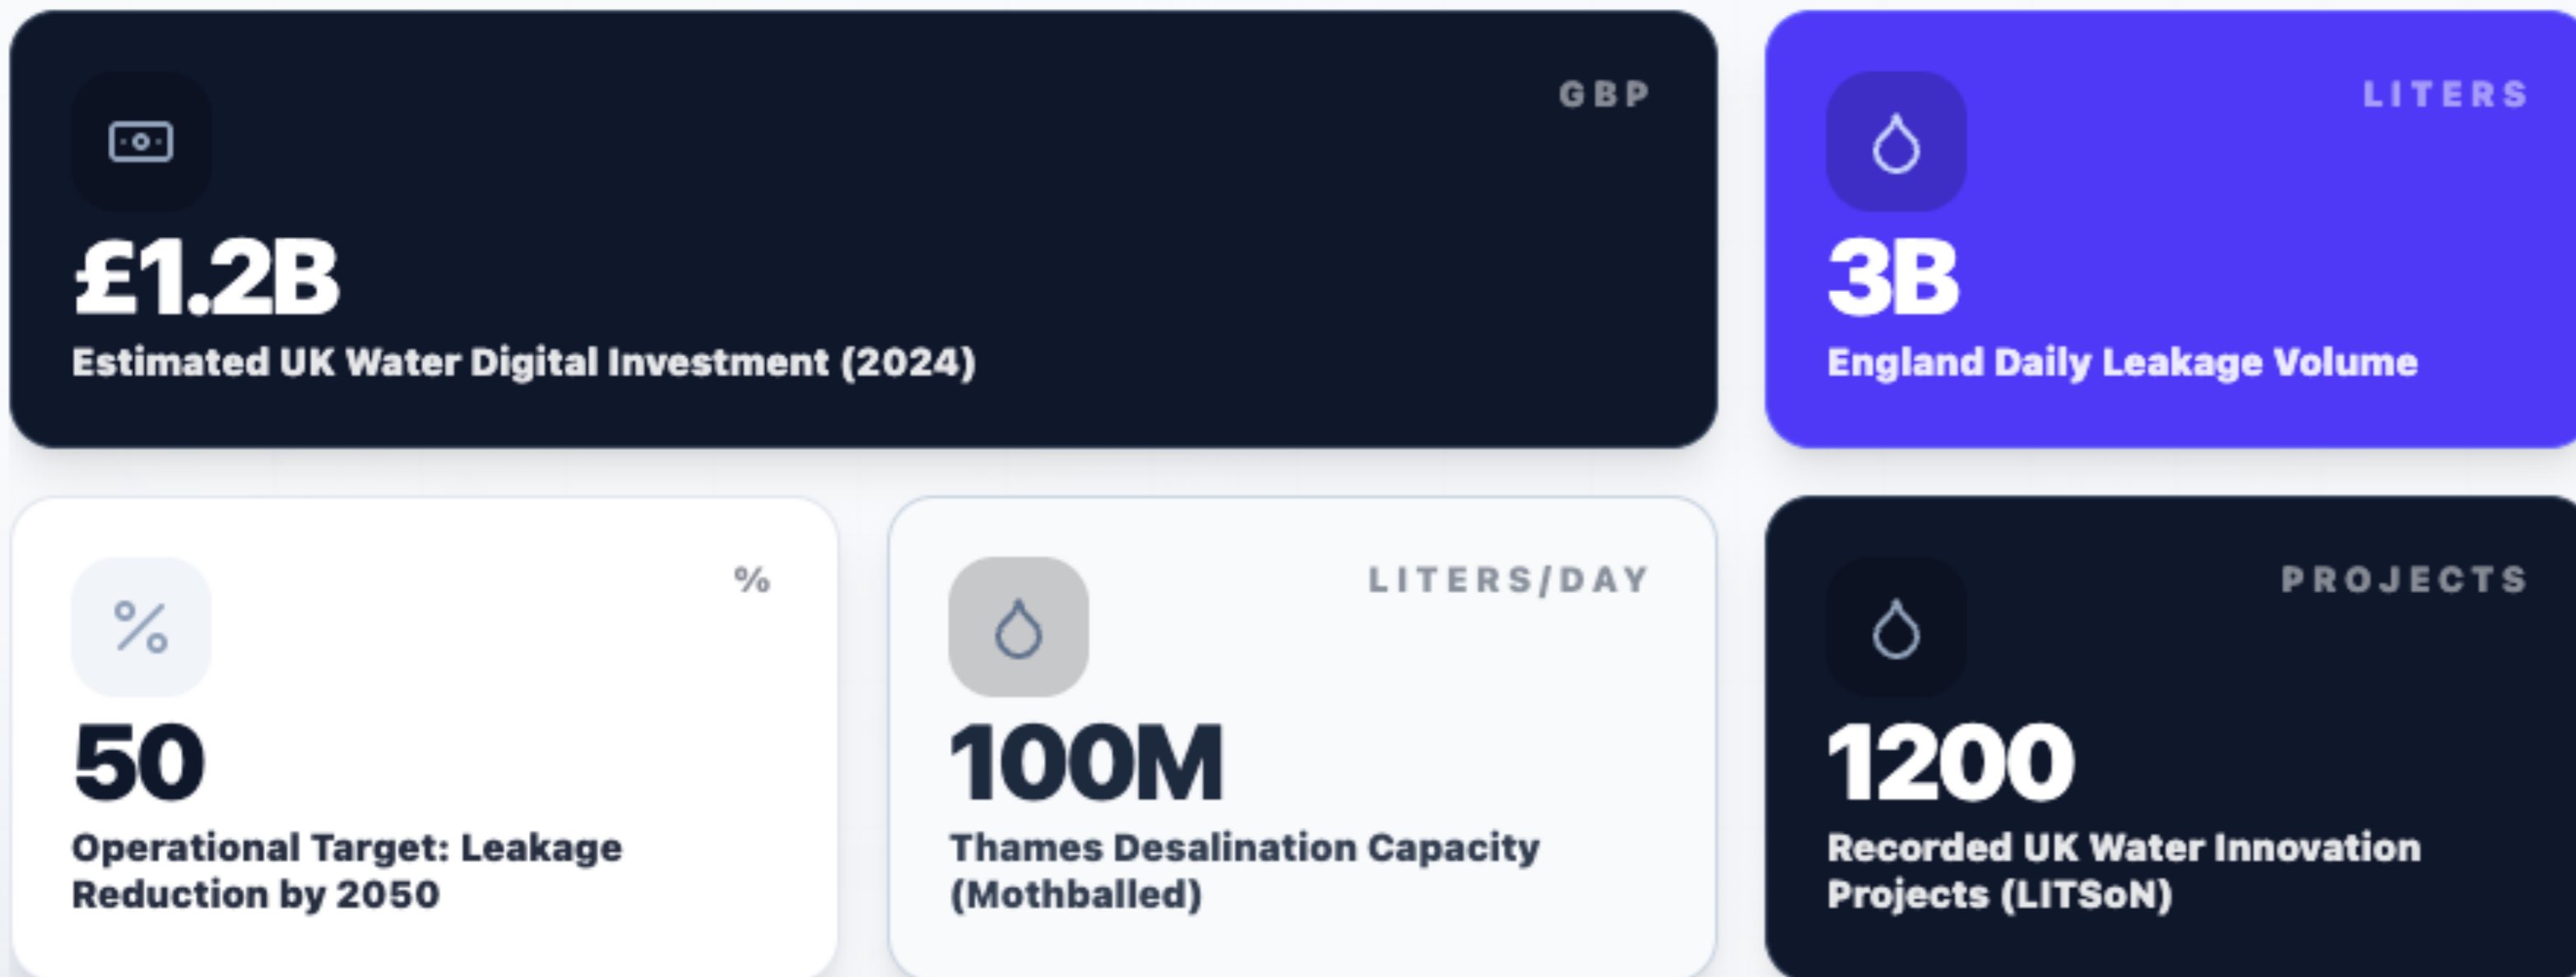 GBP
£1.2B
Estimated UK Water Digital Investment (2024)
LITERS
3B
England Daily Leakage Volume
%
50
Operational Target: Leakage
Reduction by 2050
LITERS/DAY
100M
Thames Desalination Capacity
(Mothballed)
PROJECTS
1200
Recorded UK Water Innovation
Projects (LITSoN)